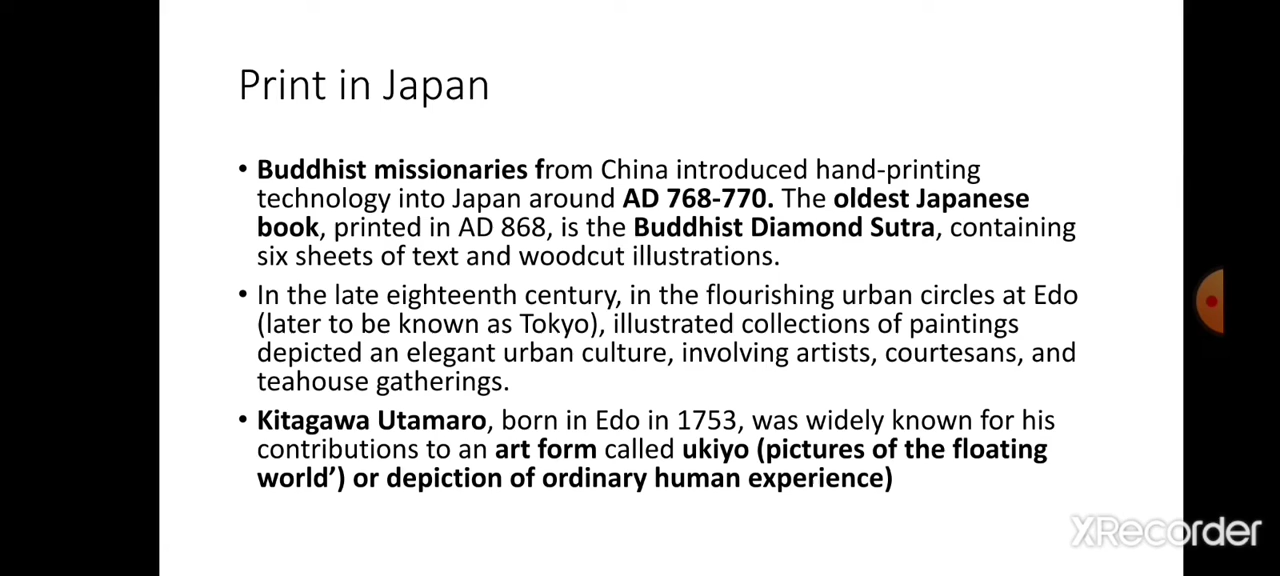 Print in Japan
• Buddhist missionaries from China introduced hand-printing
technology into Japan around AD 768-770. The oldest Japanese
book, printed in AD 868, is the Buddhist Diamond Sutra, containing
six sheets of text and woodcut illustrations.
• In the late eighteenth century, in the flourishing urban circles at Edo
(later to be known as Tokyo), illustrated collections of paintings
depicted an elegant urban culture, involving artists, courtesans, and
teahouse gatherings.
• Kitagawa Utamaro, born in Edo in 1753, was widely known for his
contributions to an art form called ukiyo (pictures of the floating
world’) or depiction of ordinary human experience)
XRecorder